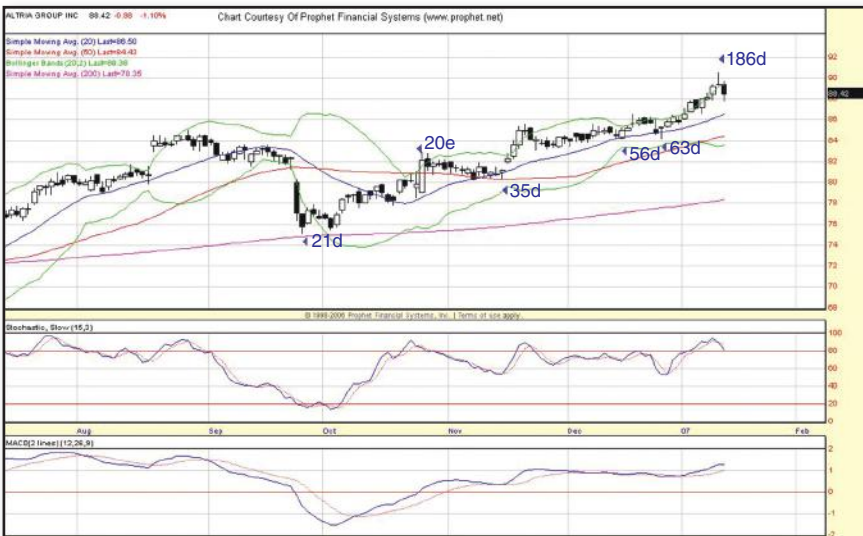 ALTRIA GROUP INC 88.42 -0.98 -1.10% Chart Courtesy Of Prophet Financial Systems (www.prophet.net)
Simple Moving Avg. (20) Last=86.50
Simple Moving Avg. (50) Last=84.43
Bollinger Bands (20,2) Last=
Simple Moving Avg. (200) Last=78.35
186d
92
90
88.42
88
86
20e
84
56d
63d
82
80
35d
78
76
21d
74
72
70
68
© 1998-2006 Prophet Financial Systems, Inc. | Terms of use apply.
Stochastic, Slow (15,3)
100
80
60
40
20
0
Aug Sep Oct Nov Dec 07 Feb
MACD(2 lines) (12,26,9)
2
1
0
-1
-2